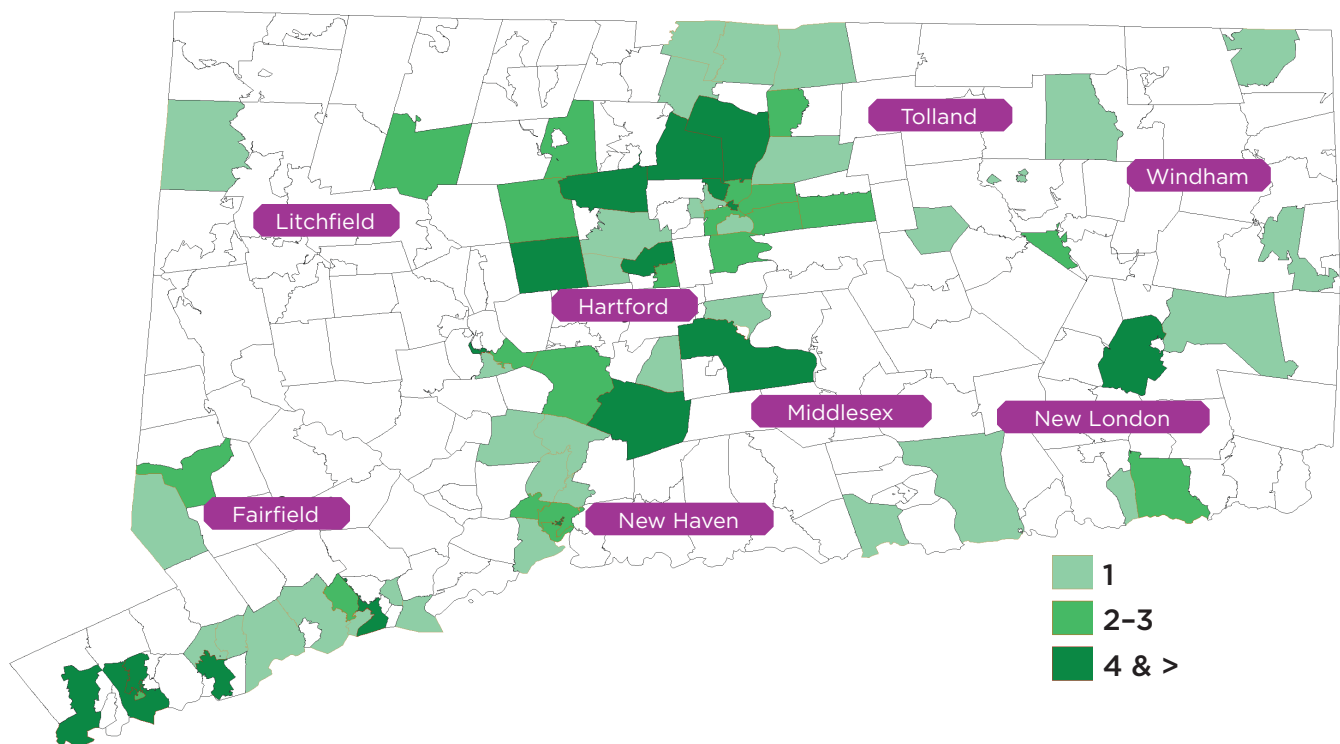 Tolland
Windham
Litchfield
Hartford
Middlesex
New London
Fairfield
New Haven
1
2–3
4 & >